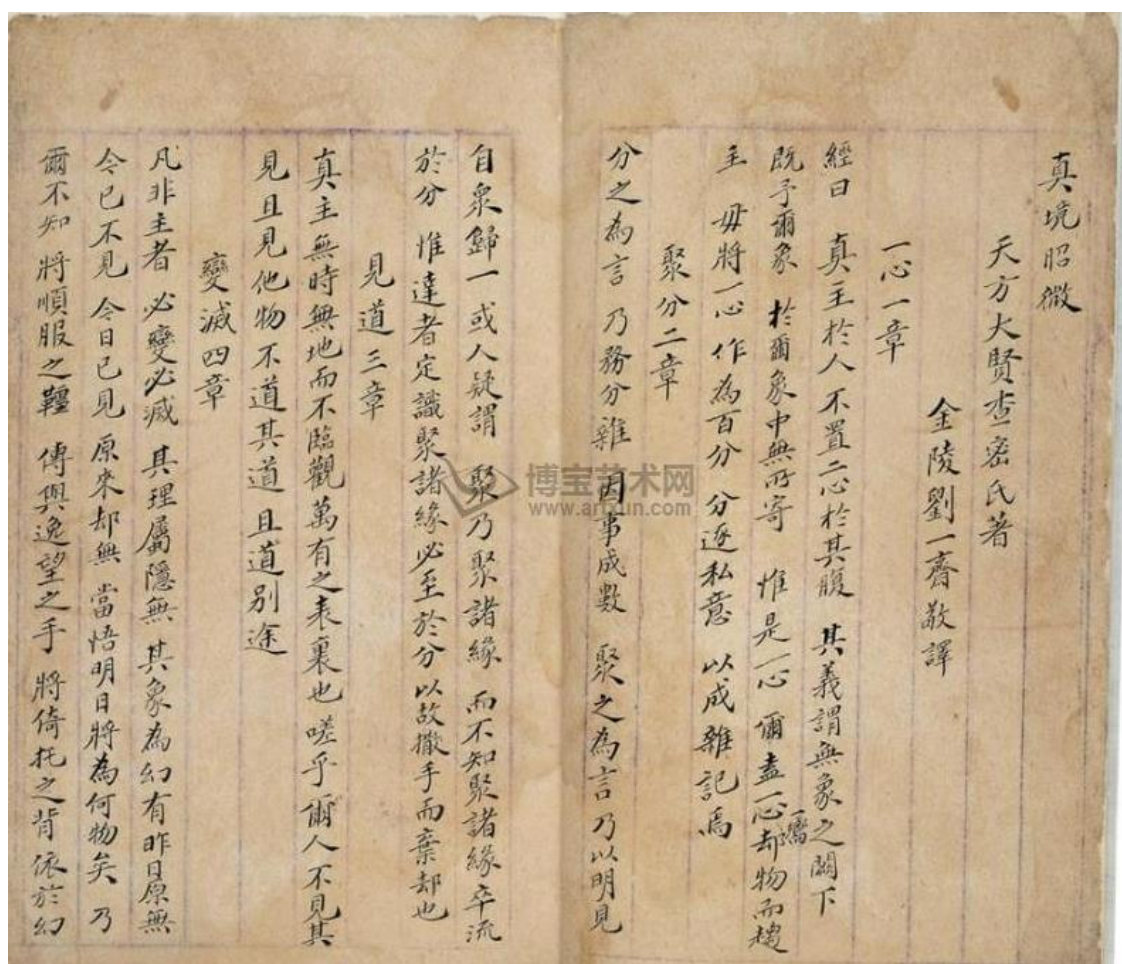 真境昭微
天方大賢查密氏著
金陵劉一齋敬譯
一心一章
經曰 真主於人 不置二心於其腹 其義謂無象之闕下
既予爾象 於爾象中無所寄 惟是一心 爾盡一心却物而趨
主 毋將一心 作為百分 分逐私意 以成雜記焉
聚分二章
分之為言 乃務分雜 因事成數 聚之為言乃以明見
自衆歸一或人疑謂 聚乃聚諸緣 而不知聚諸緣卒流
於分 惟達者定識聚諸緣必至於分以故撒手而棄却也
見道三章
真主無時無地而不臨觀萬有之表裏也 嗟乎爾人不見其
見且見他物不道其道 且道別途
變滅四章
凡非主者 必變必滅 其理屬隱無 其象為幻有昨日原無
今已不見 今日已見 原來却無 當悟明日將為何物矣 乃
爾不知 將順服之韁 傳與逸望之手 將倚托之背依於幻
博宝艺术网
www.artxun.com